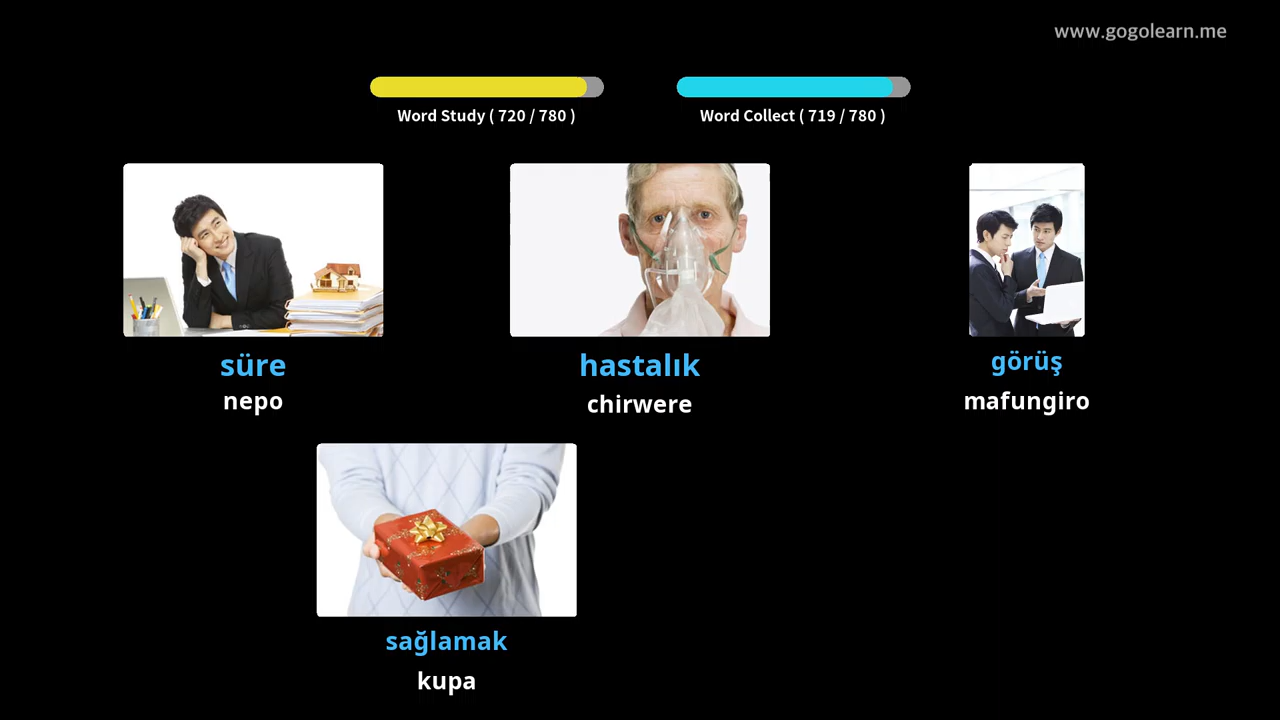 www.gogolearn.me
Word Study ( 720 / 780 )
Word Collect ( 719 / 780 )
süre
nepo
hastalık
chirwere
görüş
mafungiro
sağlamak
kupa